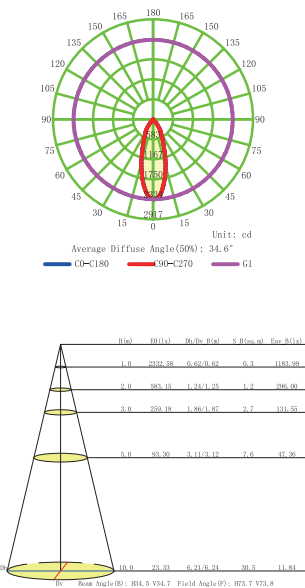 180
165 165
150 150
135 135
120 120
105 105
90 90
75 75
60 60
45 45
30 30
15 15
0
583
1167
1750
2917
Unit: cd
Average Diffuse Angle(50%): 34.6°
C0-C180 C90-C270 G1
H(m) E0(lx) Dh/Dv B(m) S B(sq.m) Eav B(lx)
1.0 2332.58 0.62/0.62 0.3 1183.99
2.0 583.15 1.24/1.25 1.2 296.00
3.0 259.18 1.86/1.87 2.7 131.55
5.0 93.30 3.11/3.12 7.6 47.36
Dh 10.0 23.33 6.21/6.24 30.5 11.84
Dv Beam Angle(B): H34.5 V34.7 Field Angle(F): H73.7 V73.8